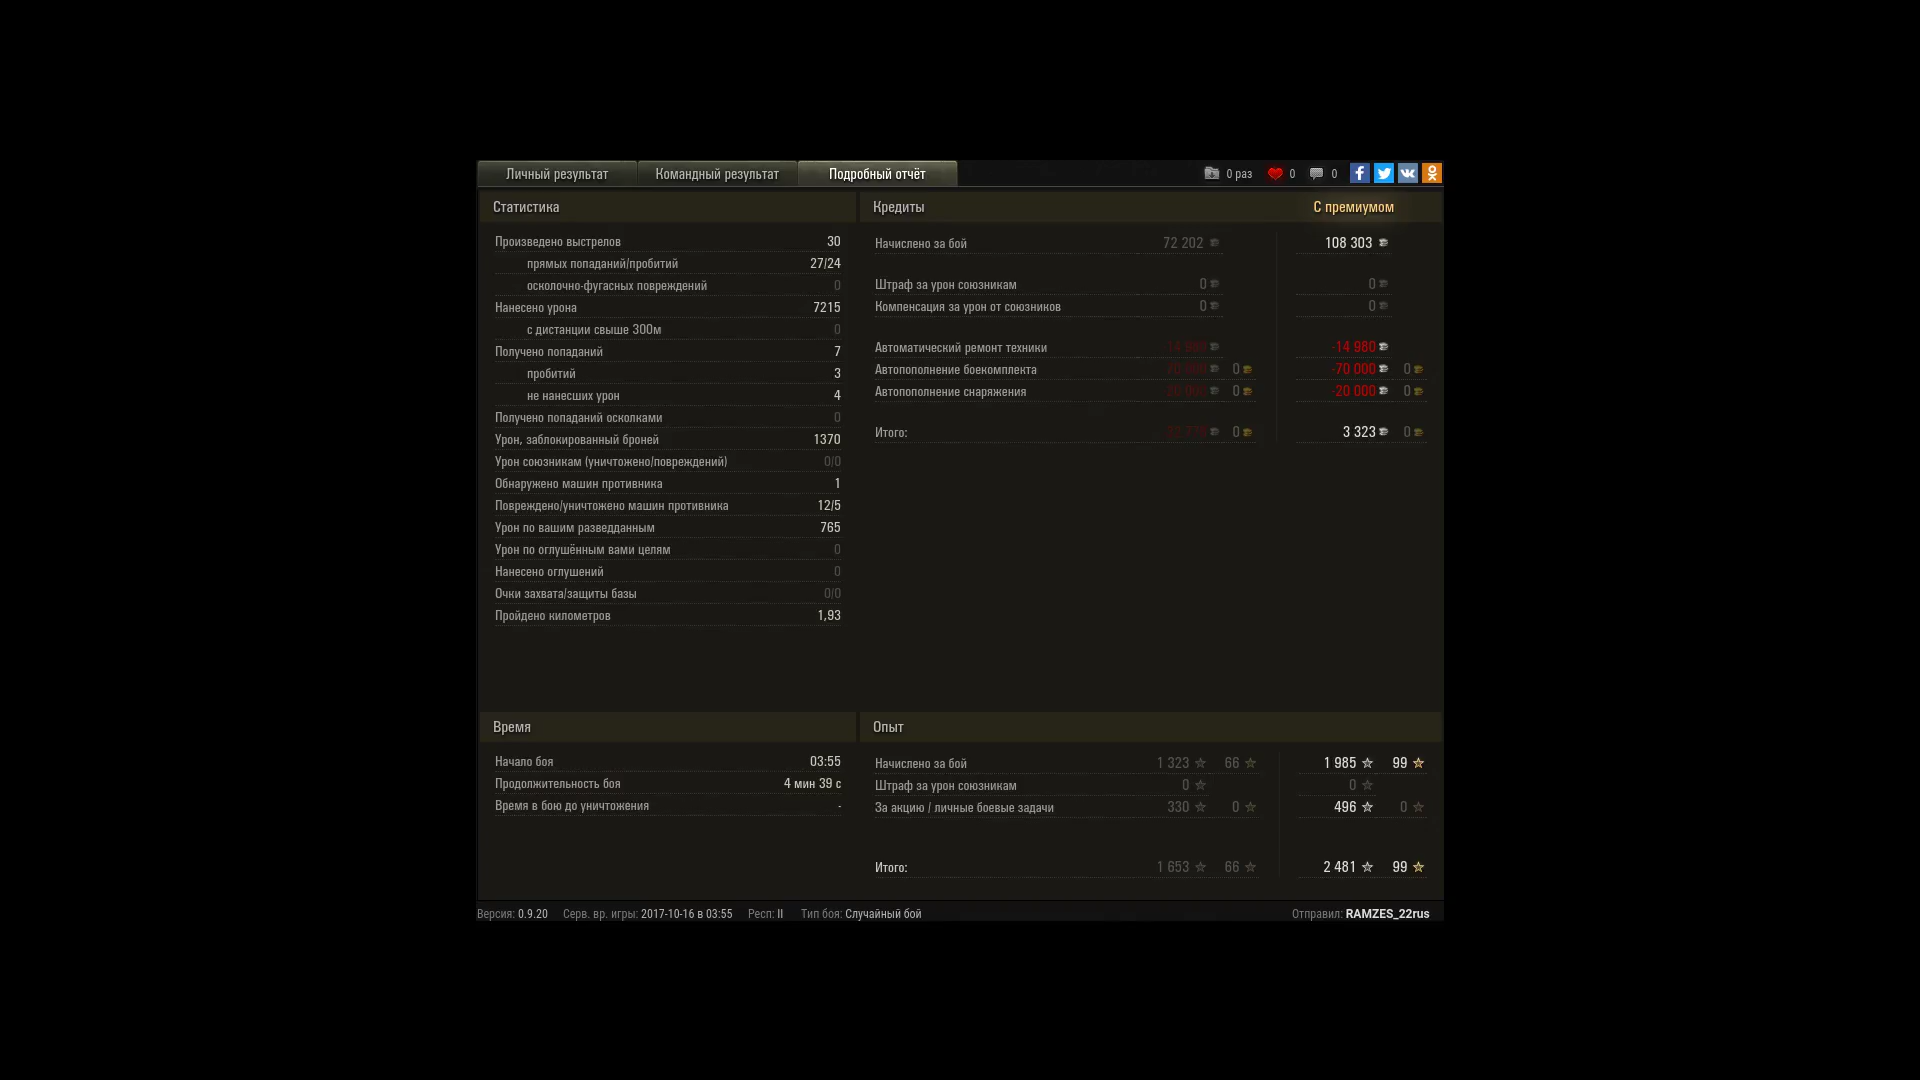 Личный результат Командный результат Подробный отчёт 0 раз 0 0
Статистика
Произведено выстрелов 30
прямых попаданий/пробитий 27/24
осколочно-фугасных повреждений 0
Нанесено урона 7215
с дистанции свыше 300м 0
Получено попаданий 7
пробитий 3
не нанесших урон 4
Получено попаданий осколками 0
Урон, заблокированный броней 1370
Урон союзникам (уничтожено/повреждений) 0/0
Обнаружено машин противника 1
Повреждено/уничтожено машин противника 12/5
Урон по вашим разведданным 765
Урон по оглушённым вами целям 0
Нанесено оглушений 0
Очки захвата/защиты базы 0/0
Пройдено километров 1,93
Кредиты С премиумом
Начислено за бой 72 202 108 303
Штраф за урон союзникам 0 0
Компенсация за урон от союзников 0 0
Автоматический ремонт техники -14 980
Автопополнение боекомплекта 0 -70 000 0
Автопополнение снаряжения 0 -20 000 0
Итого: 0 3 323 0
Время
Начало боя 03:55
Продолжительность боя 4 мин 39 с
Время в бою до уничтожения -
Опыт
Начислено за бой 1 323 66 1 985 99
Штраф за урон союзникам 0 0
За акцию / личные боевые задачи 330 0 496 0
Итого: 1 653 66 2 481 99
Версия: 0.9.20 Серв. вр. игры: 2017-10-16 в 03:55 Респ: II Тип боя: Случайный бой Отправил: RAMZES_22rus